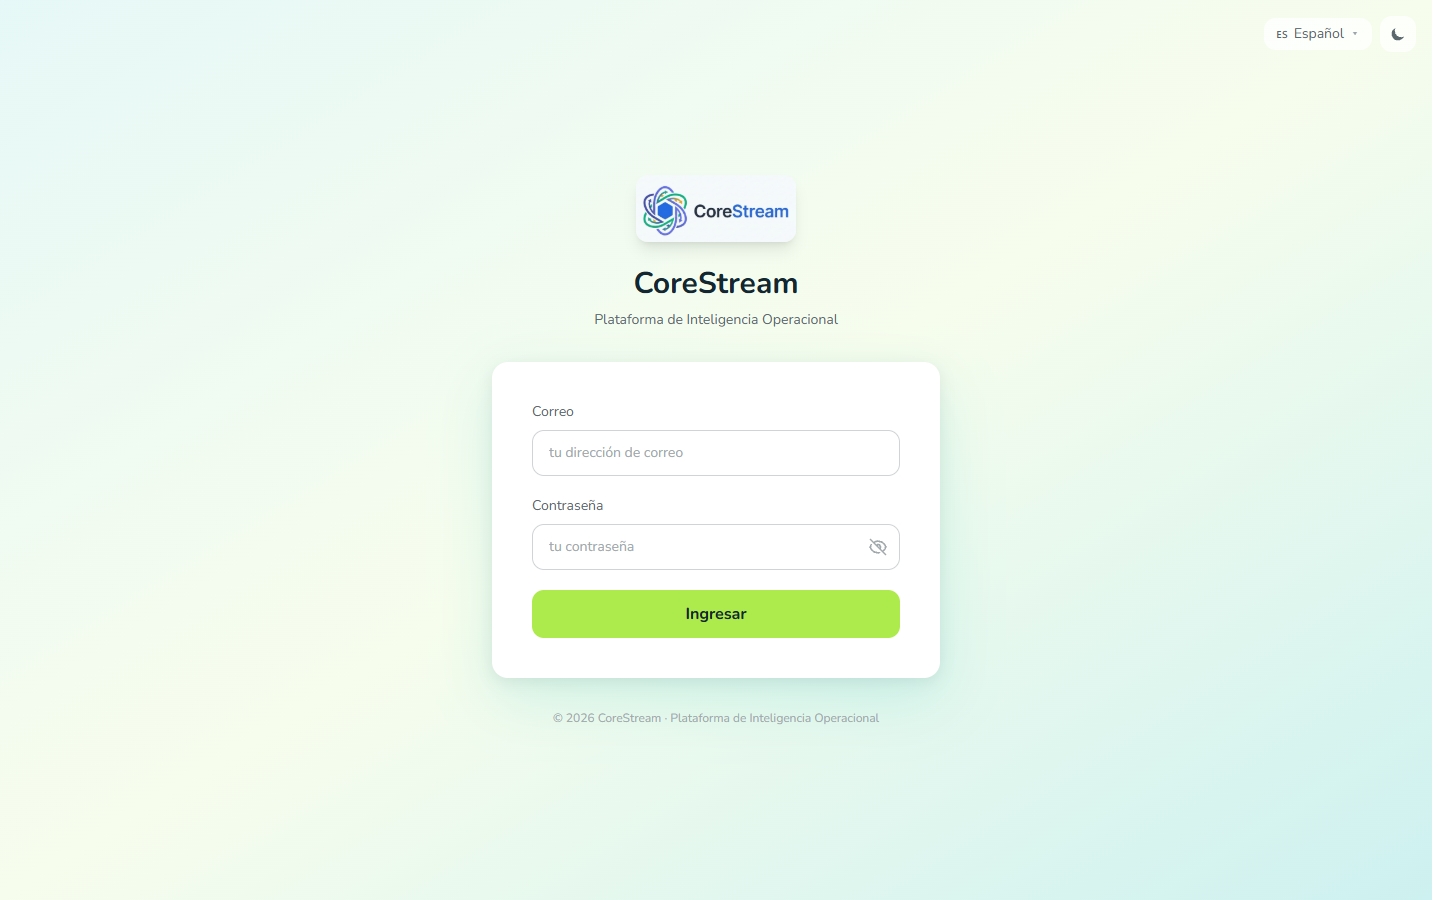 ES Español
CoreStream
CoreStream
Plataforma de Inteligencia Operacional
Correo
tu dirección de correo
Contraseña
tu contraseña
Ingresar
© 2026 CoreStream · Plataforma de Inteligencia Operacional